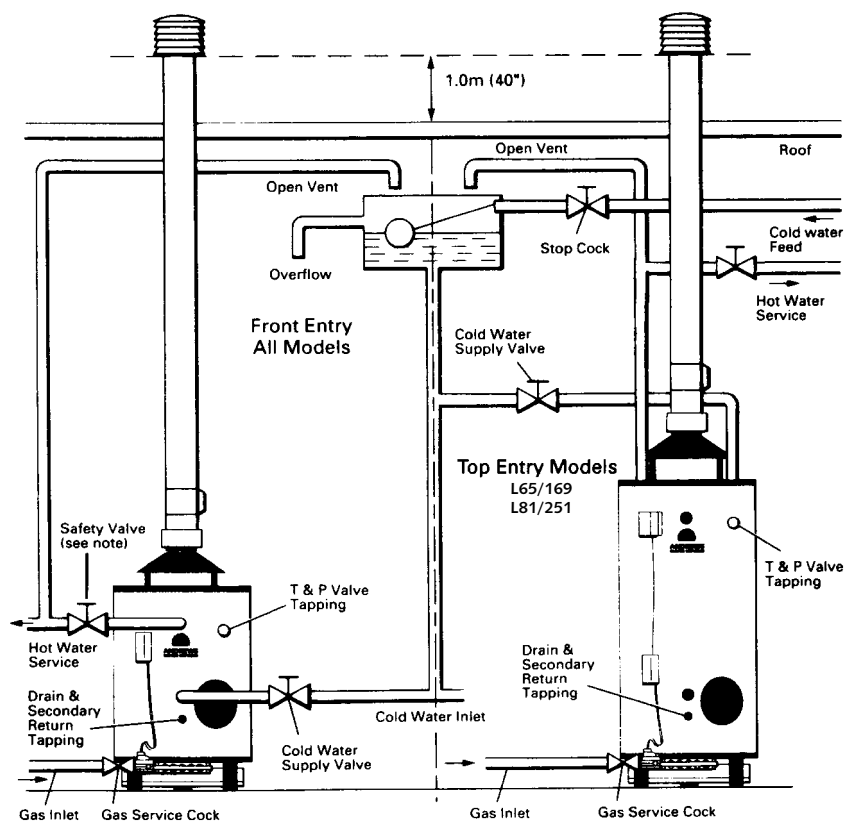 1.0m (40")
Open Vent
Open Vent
Roof
Stop Cock
Cold water
Feed
Overflow
Hot Water
Service
Front Entry
All Models
Cold Water
Supply Valve
Top Entry Models
L65/169
L81/251
Safety Valve
(see note)
T & P Valve
Tapping
T & P Valve
Tapping
Hot Water
Service
Drain &
Secondary
Return
Tapping
Drain &
Secondary
Return
Tapping
Cold Water Inlet
Cold Water
Supply Valve
Gas Inlet
Gas Service Cock
Gas Inlet
Gas Service Cock